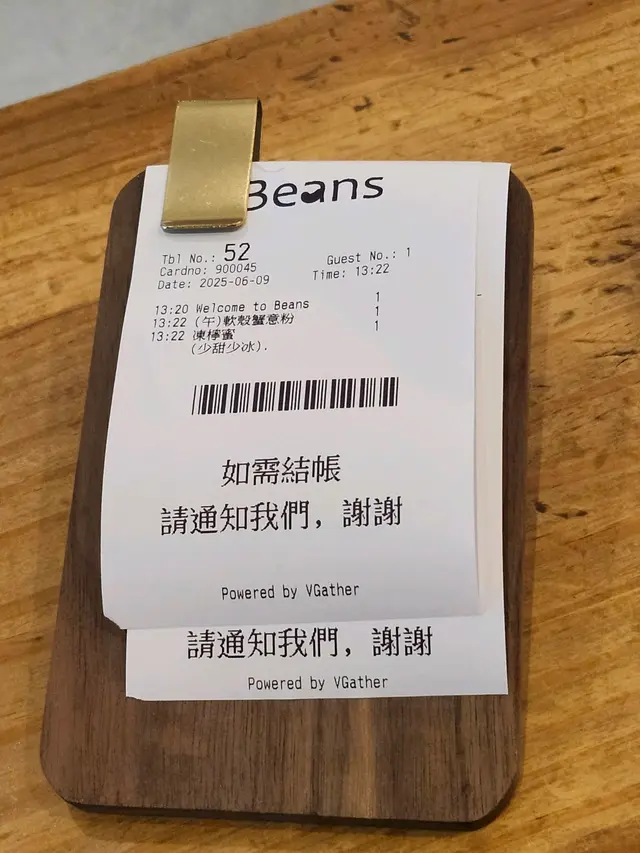 Beans
Tbl No.: 52 Guest No.: 1
Cardno: 900045 Time: 13:22
Date: 2025-06-09
13:20 Welcome to Beans 1
13:22 (午)軟殼蟹意粉 1
13:22 凍檸蜜 1
(少甜少冰).
如需結帳
請通知我們, 謝謝
Powered by VGather
請通知我們, 謝謝
Powered by VGather